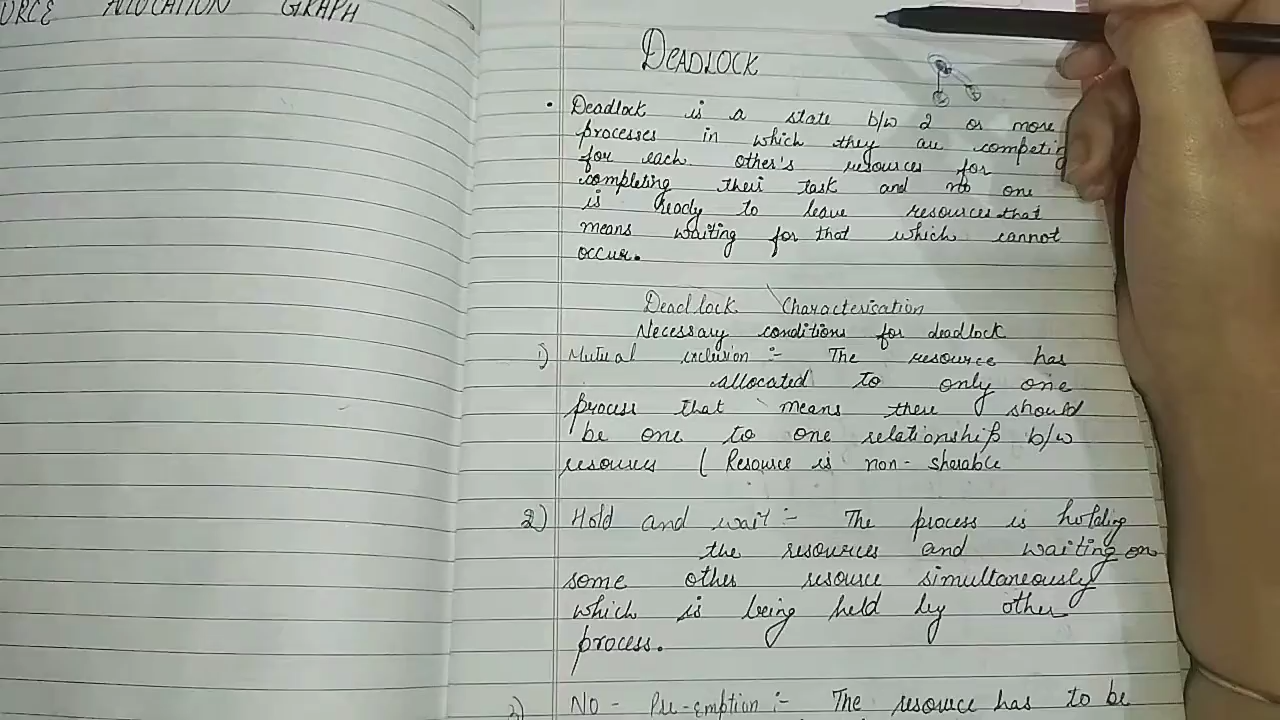 ALLOCATION GRAPH
DEADLOCK
• Deadlock is a state b/w 2 or more
processes in which they are
for each other's resources for
completing their task and no one
is ready to leave resources that
means waiting for that which cannot
occur.
Deadlock Characterisation
Necessary conditions for deadlock
1) Mutual inclusion :- The resource has
allocated to only one
process that means there should
be one to one relationship b/w
resources ( Resource is non-sharable
2) Hold and wait :- The process is holding
the resources and waiting on
some other resource simultaneously
which is being held by other
process.
3) No - Pre-emption :- The resource has to be